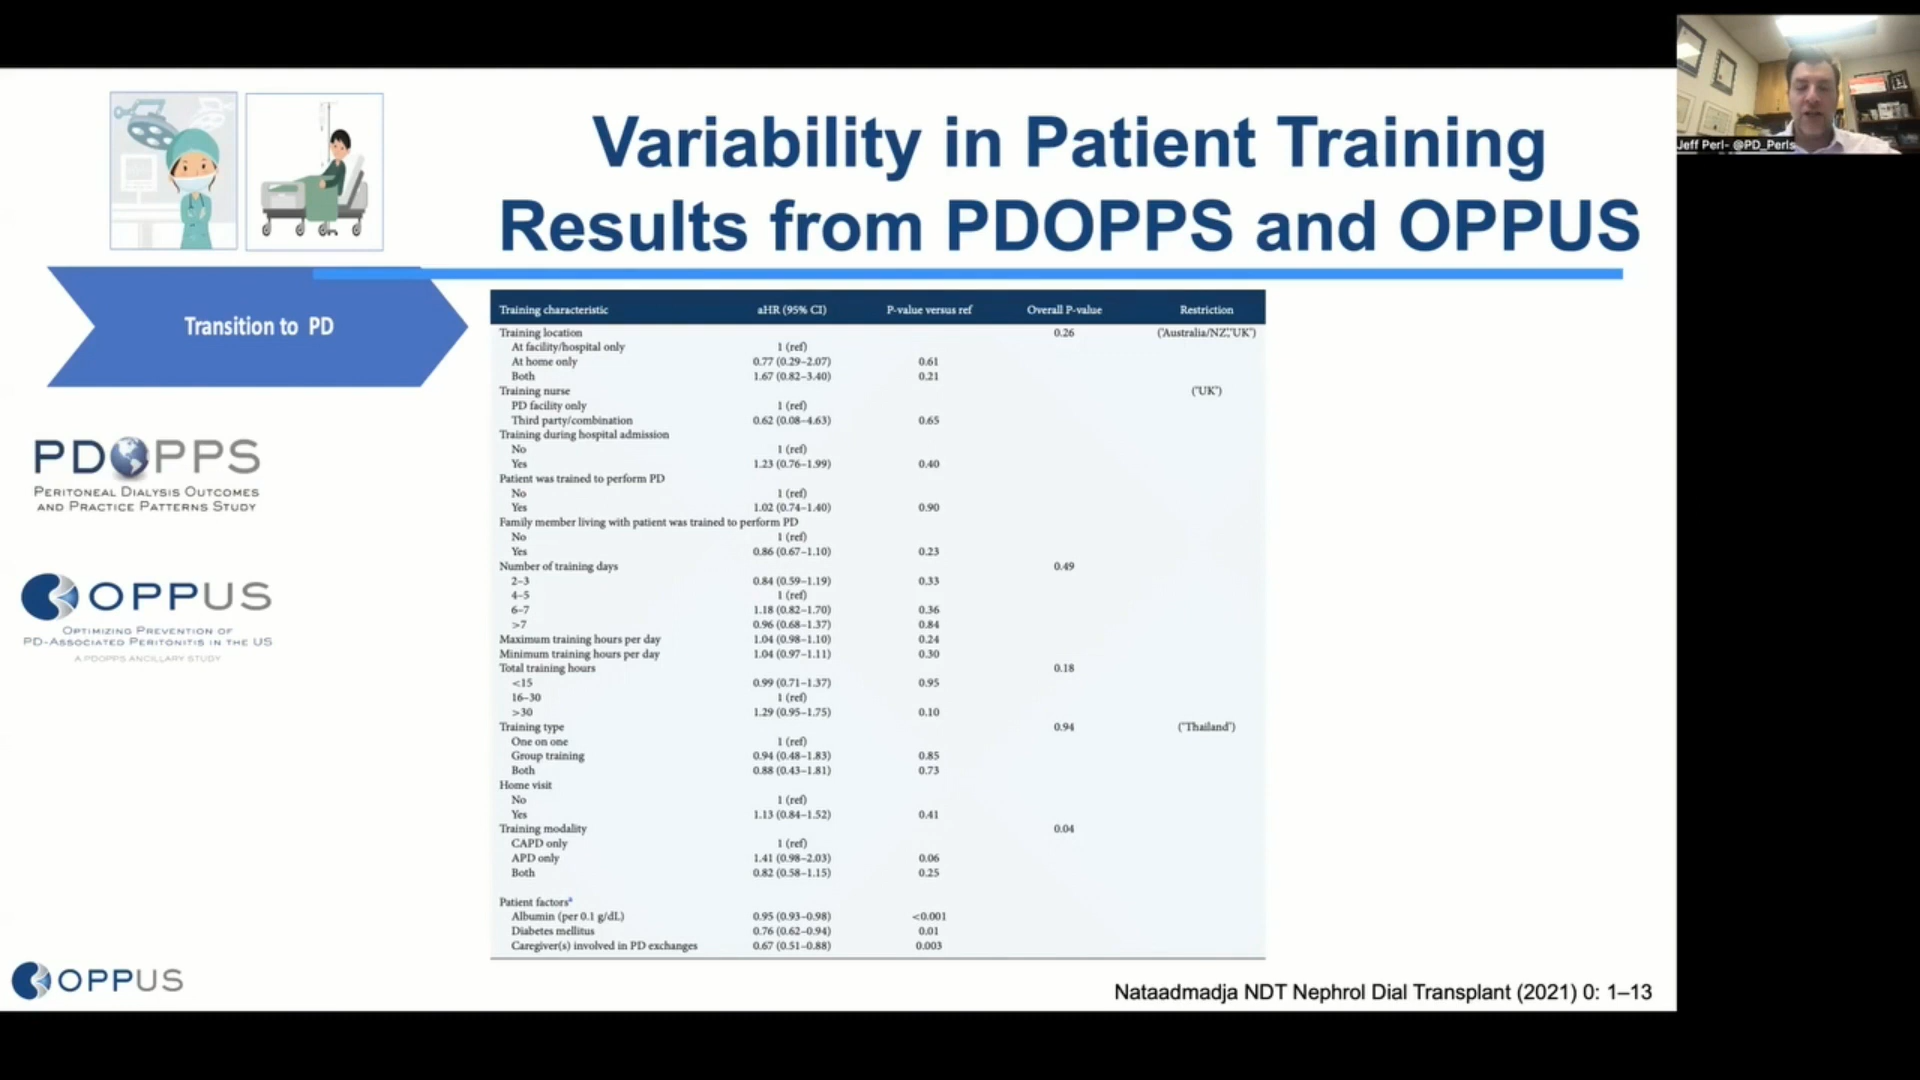 Variability in Patient Training
Results from PDOPPS and OPPUS
Jeff Perl- @PD_Perls
Transition to PD
PDOPPS
PERITONEAL DIALYSIS OUTCOMES
AND PRACTICE PATTERNS STUDY
OPPUS
OPTIMIZING PREVENTION OF
PD-ASSOCIATED PERITONITIS IN THE US
A PDOPPS ANCILLARY STUDY
Training characteristic aHR (95% CI) P-value versus ref Overall P-value Restriction
Training location 0.26 ('Australia/NZ','UK')
At facility/hospital only 1 (ref)
At home only 0.77 (0.29–2.07) 0.61
Both 1.67 (0.82–3.40) 0.21
Training nurse ('UK')
PD facility only 1 (ref)
Third party/combination 0.62 (0.08–4.63) 0.65
Training during hospital admission
No 1 (ref)
Yes 1.23 (0.76–1.99) 0.40
Patient was trained to perform PD
No 1 (ref)
Yes 1.02 (0.74–1.40) 0.90
Family member living with patient was trained to perform PD
No 1 (ref)
Yes 0.86 (0.67–1.10) 0.23
Number of training days 0.49
2–3 0.84 (0.59–1.19) 0.33
4–5 1 (ref)
6–7 1.18 (0.82–1.70) 0.36
>7 0.96 (0.68–1.37) 0.84
Maximum training hours per day 1.04 (0.98–1.10) 0.24
Minimum training hours per day 1.04 (0.97–1.11) 0.30
Total training hours 0.18
<15 0.99 (0.71–1.37) 0.95
16–30 1 (ref)
>30 1.29 (0.95–1.75) 0.10
Training type 0.94 ('Thailand')
One on one 1 (ref)
Group training 0.94 (0.48–1.83) 0.85
Both 0.88 (0.43–1.81) 0.73
Home visit
No 1 (ref)
Yes 1.13 (0.84–1.52) 0.41
Training modality 0.04
CAPD only 1 (ref)
APD only 1.41 (0.98–2.03) 0.06
Both 0.82 (0.58–1.15) 0.25
Patient factorsª
Albumin (per 0.1 g/dL) 0.95 (0.93–0.98) <0.001
Diabetes mellitus 0.76 (0.62–0.94) 0.01
Caregiver(s) involved in PD exchanges 0.67 (0.51–0.88) 0.003
OPPUS
Nataadmadja NDT Nephrol Dial Transplant (2021) 0: 1–13